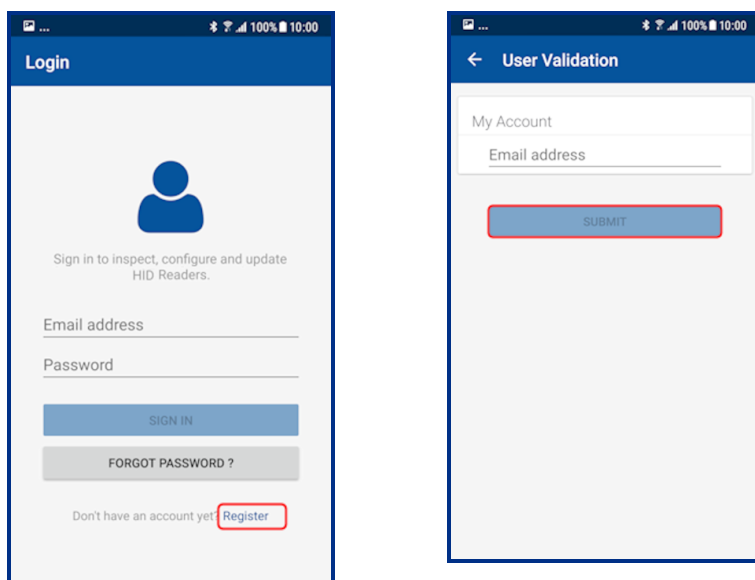 ... 100% 10:00
Login
Sign in to inspect, configure and update
HID Readers.
Email address
Password
SIGN IN
FORGOT PASSWORD ?
Don't have an account yet? Register
... 100% 10:00
User Validation
My Account
Email address
SUBMIT